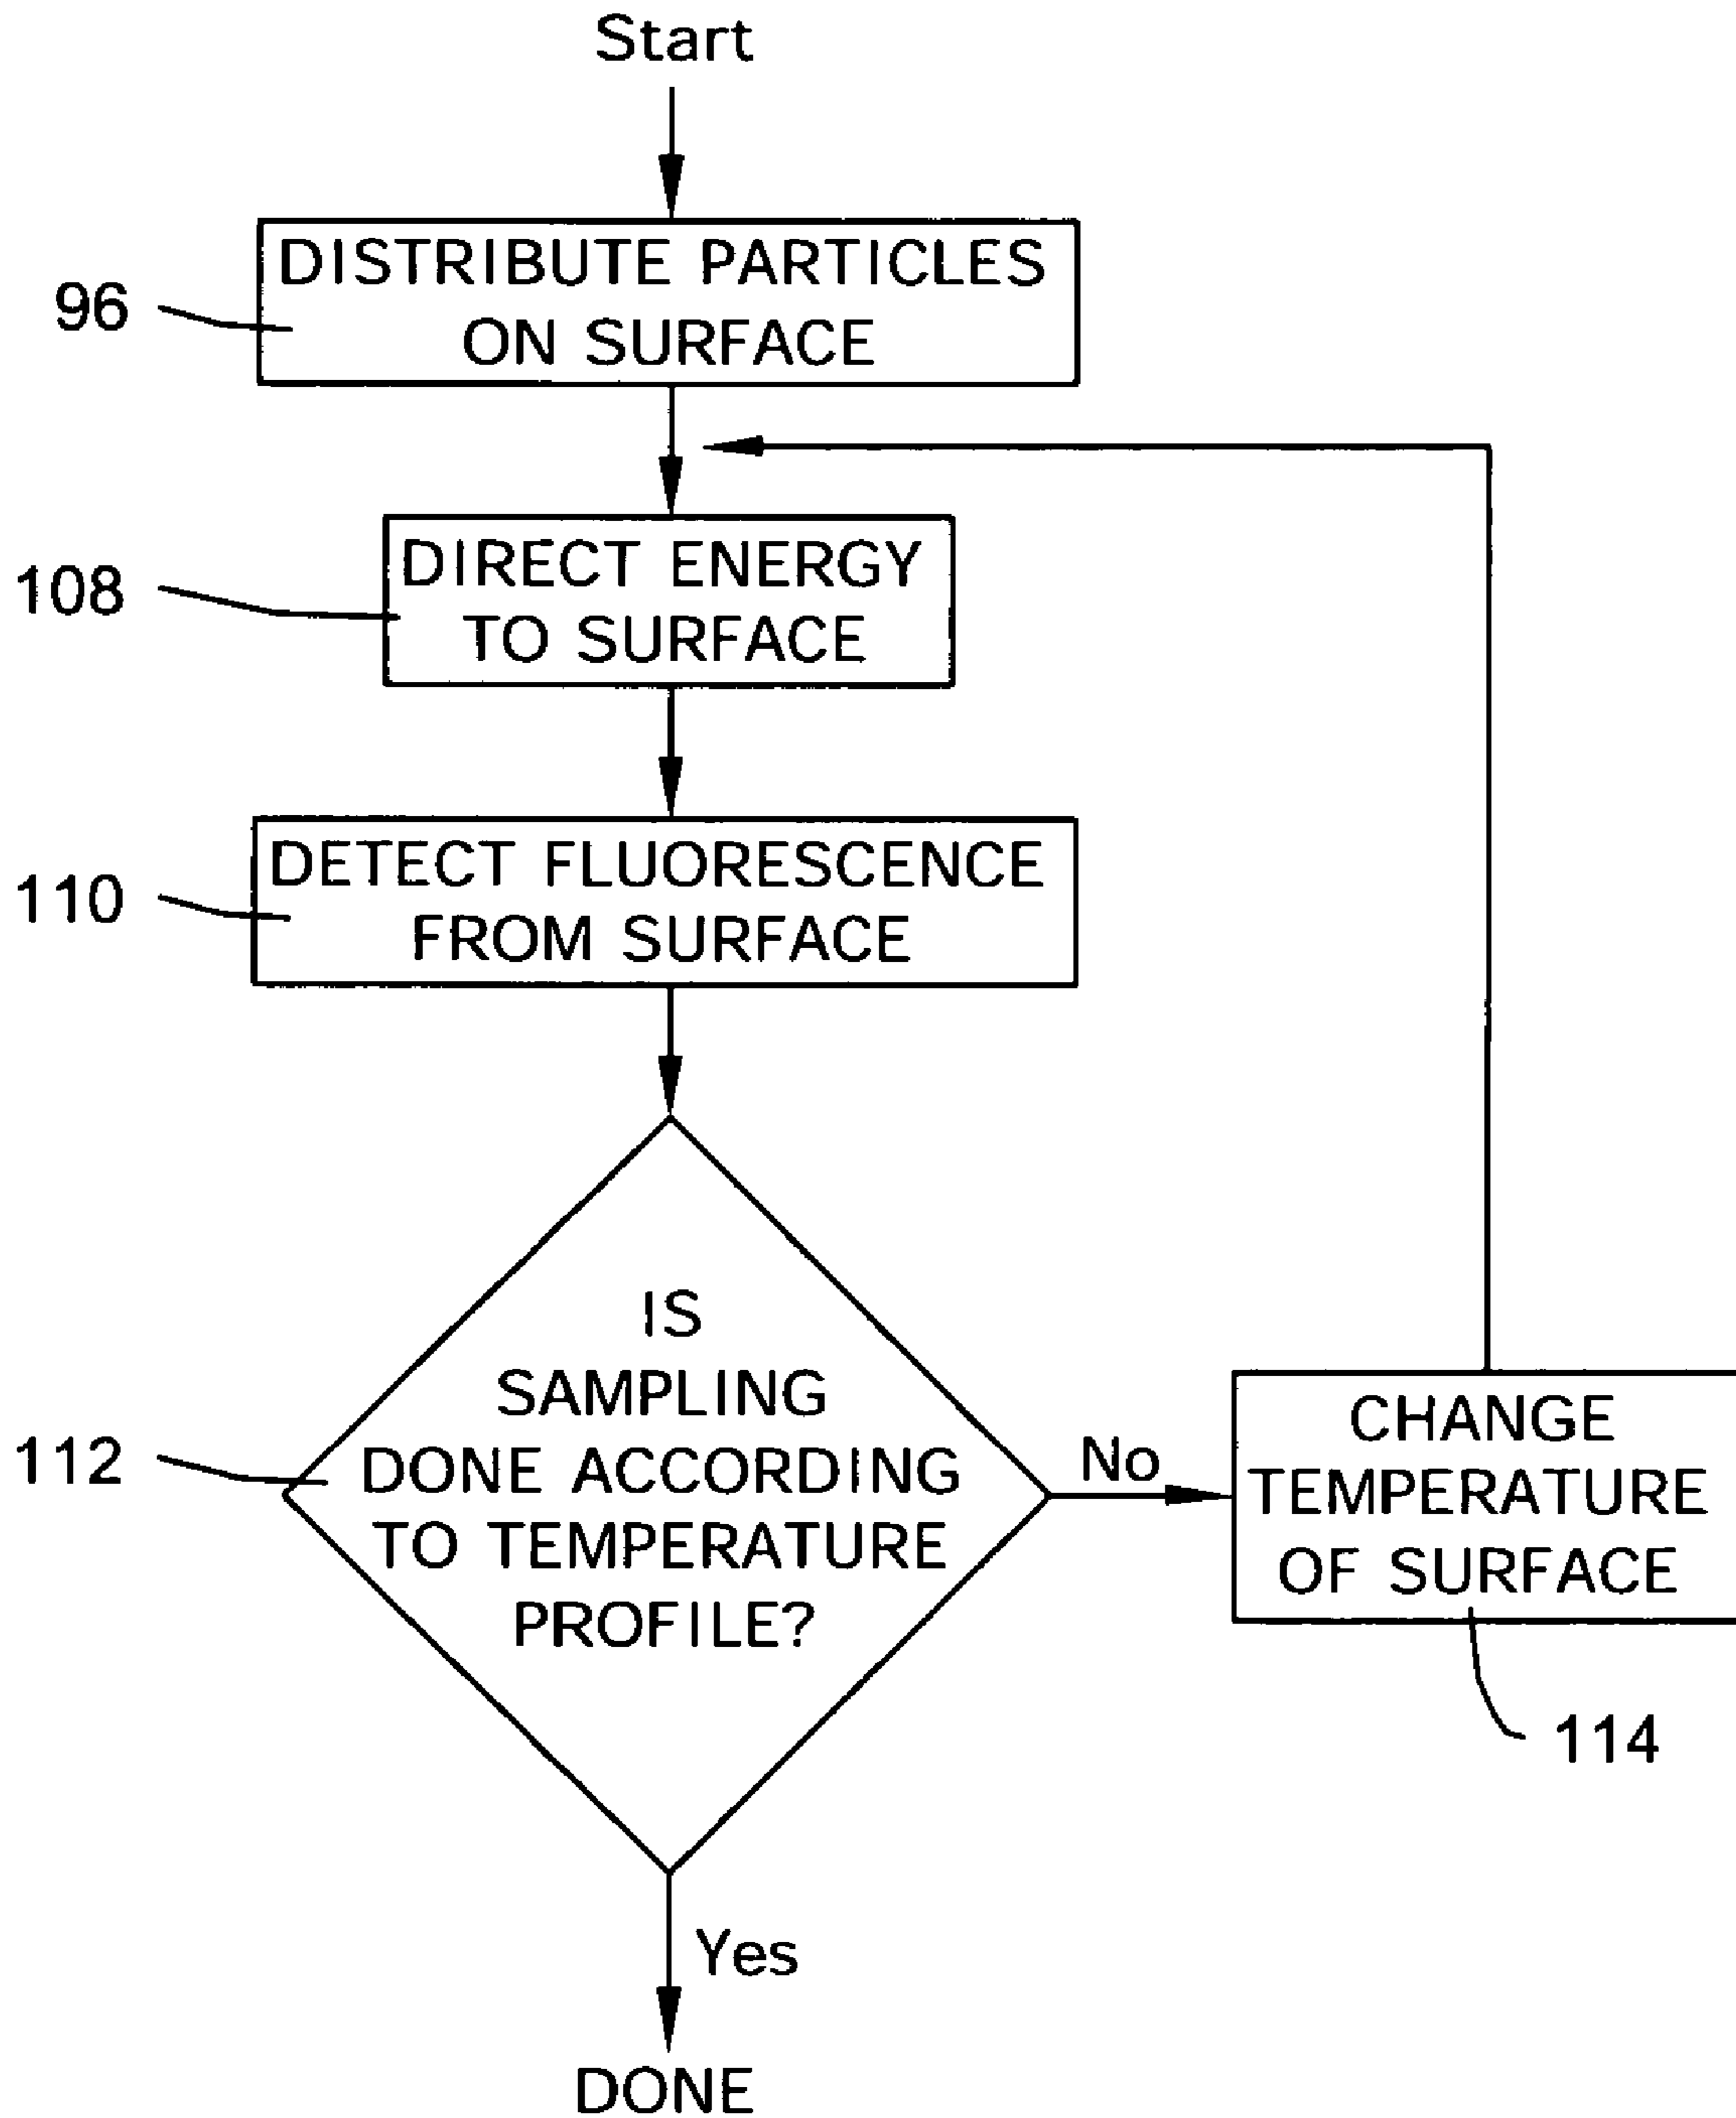 Start
96
DISTRIBUTE PARTICLES
ON SURFACE
108
DIRECT ENERGY
TO SURFACE
110
DETECT FLUORESCENCE
FROM SURFACE
112
IS
SAMPLING
DONE ACCORDING
TO TEMPERATURE
PROFILE?
No
CHANGE
TEMPERATURE
OF SURFACE
114
Yes
DONE